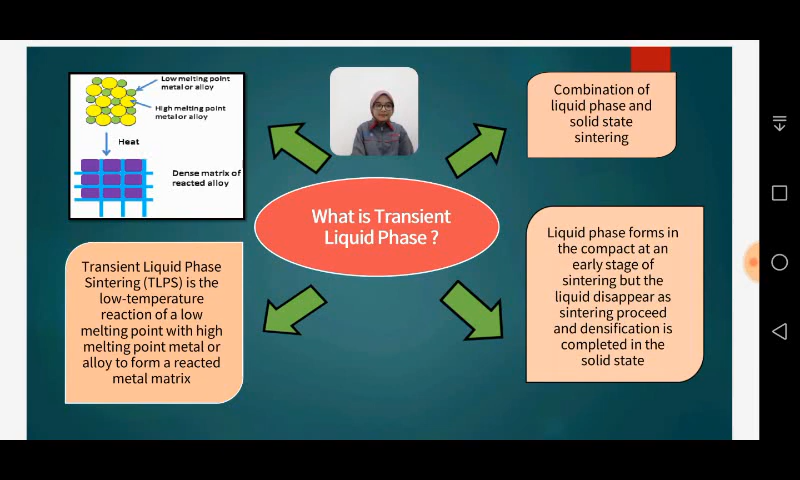 Low melting point
metal or alloy
High melting point
metal or alloy
Heat
Dense matrix of
reacted alloy
Combination of
liquid phase and
solid state
sintering
What is Transient
Liquid Phase ?
Transient Liquid Phase
Sintering (TLPS) is the
low-temperature
reaction of a low
melting point with high
melting point metal or
alloy to form a reacted
metal matrix
Liquid phase forms in
the compact at an
early stage of
sintering but the
liquid disappear as
sintering proceed
and densification is
completed in the
solid state